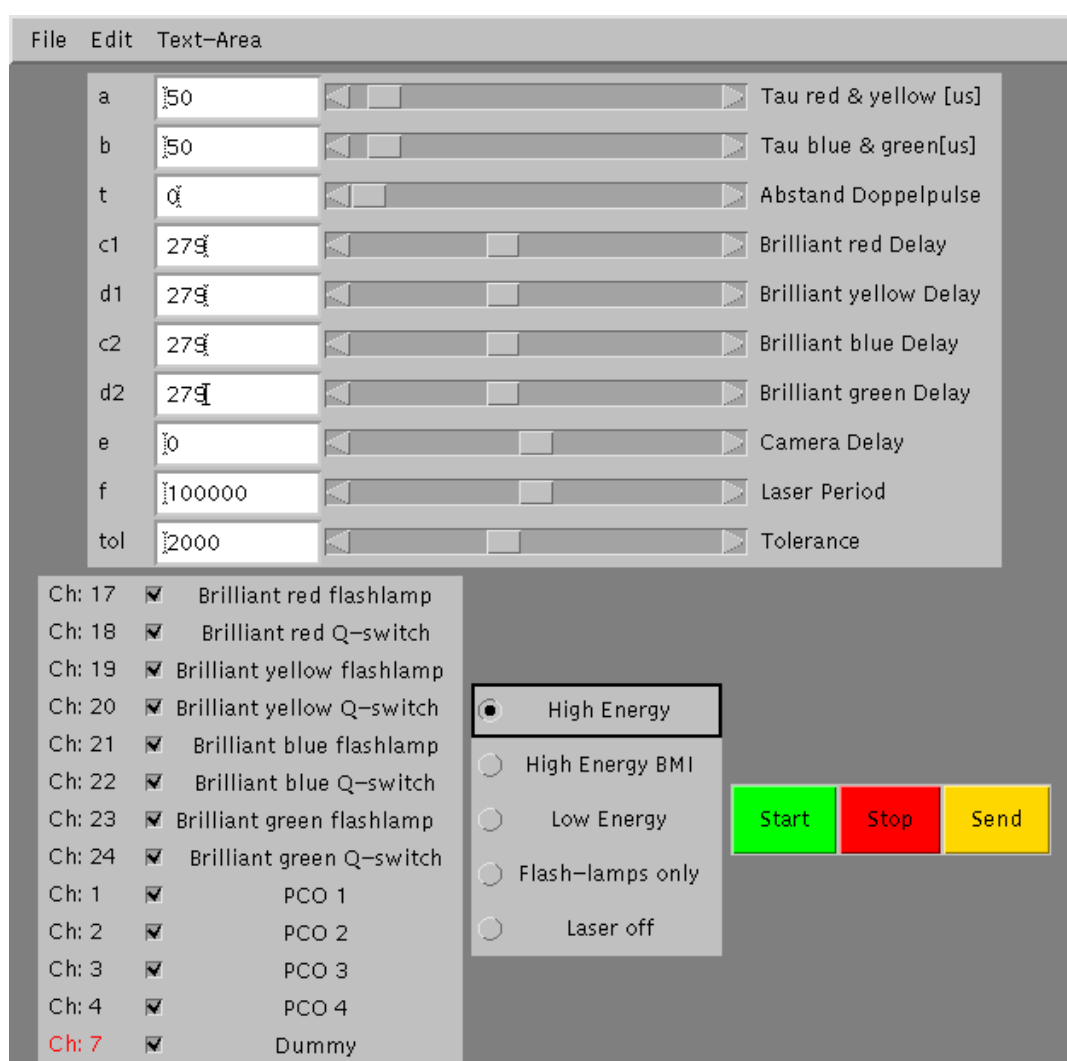 File Edit Text-Area
a 50 Tau red & yellow [us]
b 50 Tau blue & green[us]
t 0 Abstand Doppelpulse
c1 279 Brilliant red Delay
d1 279 Brilliant yellow Delay
c2 279 Brilliant blue Delay
d2 279 Brilliant green Delay
e 0 Camera Delay
f 100000 Laser Period
tol 2000 Tolerance
Ch: 17 Brilliant red flashlamp
Ch: 18 Brilliant red Q-switch
Ch: 19 Brilliant yellow flashlamp
Ch: 20 Brilliant yellow Q-switch
Ch: 21 Brilliant blue flashlamp
Ch: 22 Brilliant blue Q-switch
Ch: 23 Brilliant green flashlamp
Ch: 24 Brilliant green Q-switch
Ch: 1 PCO 1
Ch: 2 PCO 2
Ch: 3 PCO 3
Ch: 4 PCO 4
Ch: 7 Dummy
High Energy
High Energy BMI
Low Energy
Flash-lamps only
Laser off
Start Stop Send